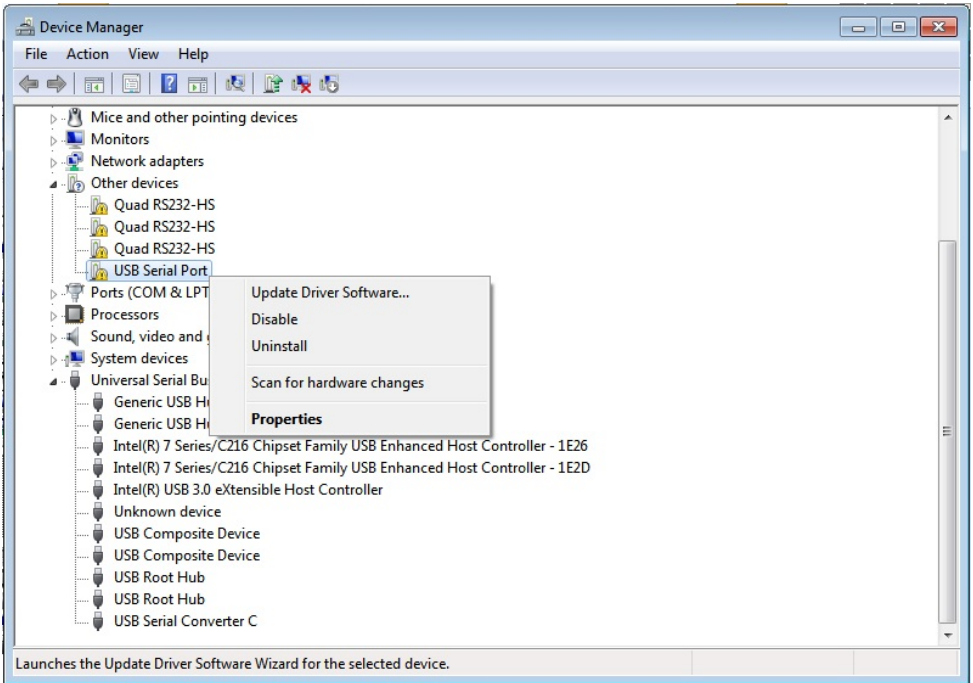 Device Manager
File Action View Help
Mice and other pointing devices
Monitors
Network adapters
Other devices
Quad RS232-HS
Quad RS232-HS
Quad RS232-HS
USB Serial Port
Ports (COM & LPT
Update Driver Software...
Processors
Disable
Sound, video and
Uninstall
System devices
Universal Serial Bu
Scan for hardware changes
Generic USB H
Generic USB H
Properties
Intel(R) 7 Series/C216 Chipset Family USB Enhanced Host Controller - 1E26
Intel(R) 7 Series/C216 Chipset Family USB Enhanced Host Controller - 1E2D
Intel(R) USB 3.0 eXtensible Host Controller
Unknown device
USB Composite Device
USB Composite Device
USB Root Hub
USB Root Hub
USB Serial Converter C
Launches the Update Driver Software Wizard for the selected device.